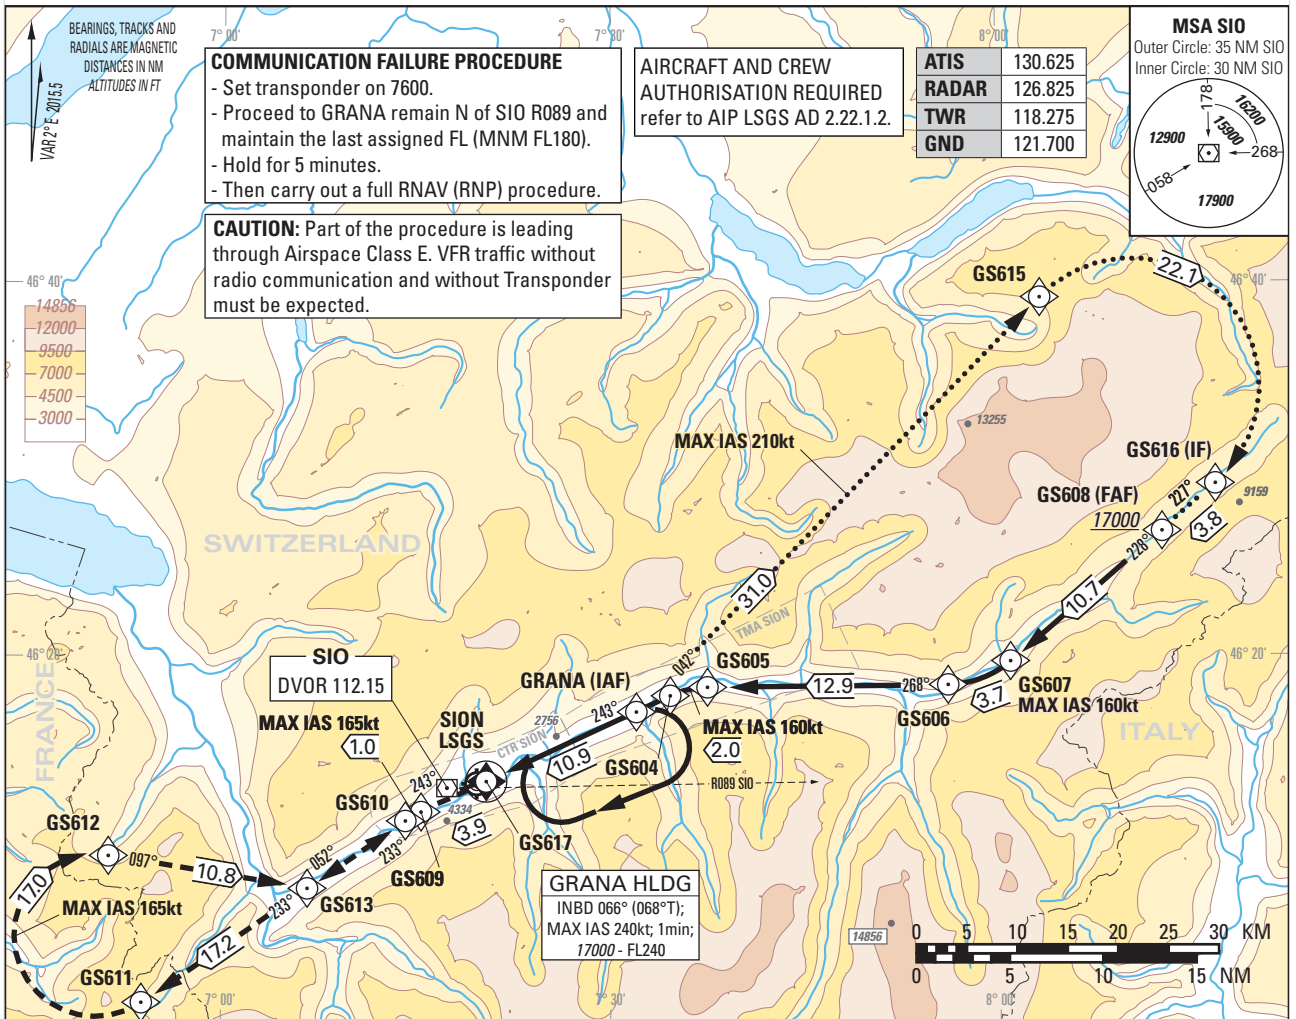 BEARINGS, TRACKS AND
RADIALS ARE MAGNETIC
DISTANCES IN NM
ALTITUDES IN FT
VAR 2° E - 2015.5
7° 00'
7° 30'
8° 00'
COMMUNICATION FAILURE PROCEDURE
- Set transponder on 7600.
- Proceed to GRANA remain N of SIO R089 and
maintain the last assigned FL (MNM FL180).
- Hold for 5 minutes.
- Then carry out a full RNAV (RNP) procedure.
AIRCRAFT AND CREW
AUTHORISATION REQUIRED
refer to AIP LSGS AD 2.22.1.2.
ATIS 130.625
RADAR 126.825
TWR 118.275
GND 121.700
MSA SIO
Outer Circle: 35 NM SIO
Inner Circle: 30 NM SIO
178
16200
15900
12900
268
058
17900
CAUTION: Part of the procedure is leading
through Airspace Class E. VFR traffic without
radio communication and without Transponder
must be expected.
46° 40'
46° 40'
14856
12000
9500
7000
4500
3000
GS615
22.1
13255
MAX IAS 210kt
GS616 (IF)
227°
9159
GS608 (FAF)
17000
3.8
228°
SWITZERLAND
10.7
31.0
TMA SION
46° 20'
46° 20'
FRANCE
SIO
DVOR 112.15
042°
GS605
GRANA (IAF)
12.9
268°
GS607
3.7
MAX IAS 160kt
GS606
243°
MAX IAS 165kt
1.0
SION
LSGS
2756
CTR SION
MAX IAS 160kt
2.0
ITALY
10.9
GS604
243°
R089 SIO
GS610
4334
3.9
GS617
GS612
233°
GS609
097°
052°
10.8
17.0
GS613
233°
MAX IAS 165kt
GRANA HLDG
INBD 066° (068°T);
MAX IAS 240kt; 1min;
17000 - FL240
14856
17.2
GS611
0 5 10 15 20 25 30 KM
0 5 10 15 NM
7° 00'
7° 30'
8° 00'